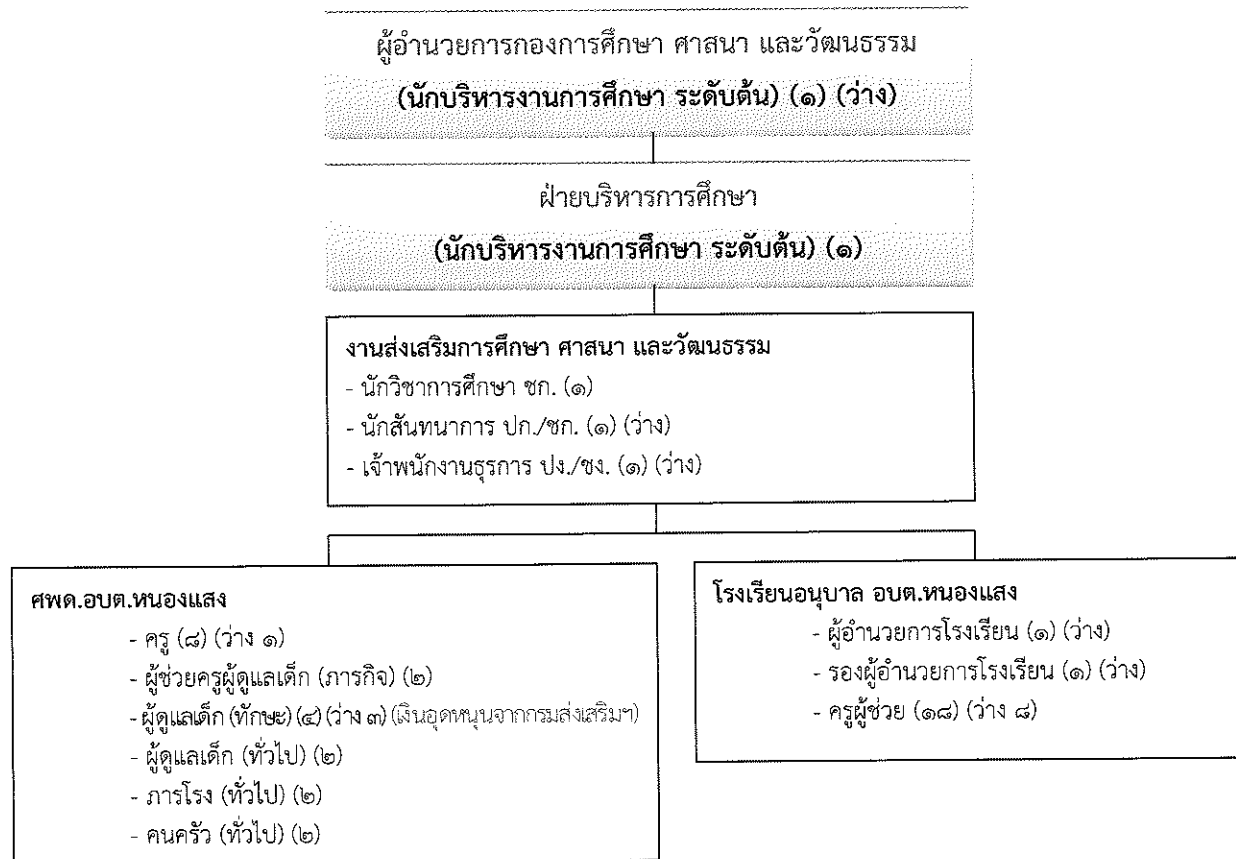 ผู้อำนวยการกองการศึกษา ศาสนา และวัฒนธรรม
(นักบริหารงานการศึกษา ระดับต้น) (๑) (ว่าง)
ฝ่ายบริหารการศึกษา
(นักบริหารงานการศึกษา ระดับต้น) (๑)
งานส่งเสริมการศึกษา ศาสนา และวัฒนธรรม
- นักวิชาการศึกษา ชก. (๑)
- นักสันทนาการ ปก./ชก. (๑) (ว่าง)
- เจ้าพนักงานธุรการ ปง./ชง. (๑) (ว่าง)
ศพด.อบต.หนองแสง
- ครู (๘) (ว่าง ๑)
- ผู้ช่วยครูผู้ดูแลเด็ก (ภารกิจ) (๒)
- ผู้ดูแลเด็ก (ทักษะ) (๔) (ว่าง ๓) (เงินอุดหนุนจากกรมส่งเสริมฯ)
- ผู้ดูแลเด็ก (ทั่วไป) (๒)
- ภารโรง (ทั่วไป) (๒)
- คนครัว (ทั่วไป) (๒)
โรงเรียนอนุบาล อบต.หนองแสง
- ผู้อำนวยการโรงเรียน (๑) (ว่าง)
- รองผู้อำนวยการโรงเรียน (๑) (ว่าง)
- ครูผู้ช่วย (๑๘) (ว่าง ๘)